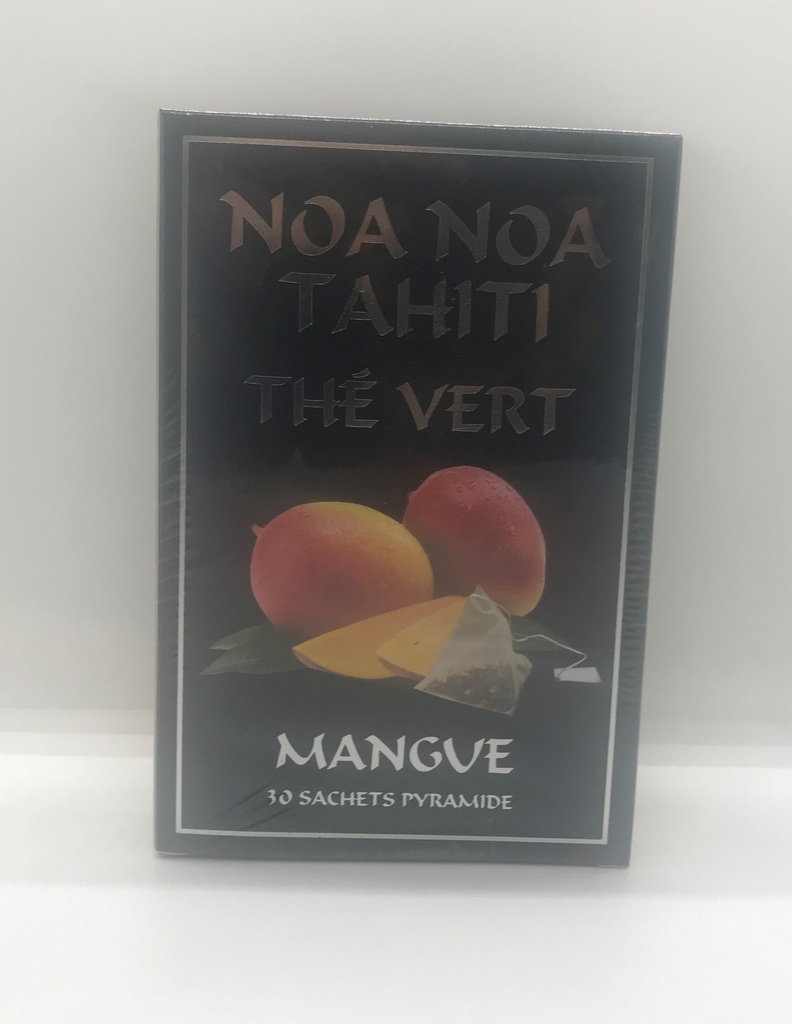 NOA NOA
TAHITI
THÉ VERT
MANGUE
30 SACHETS PYRAMIDE